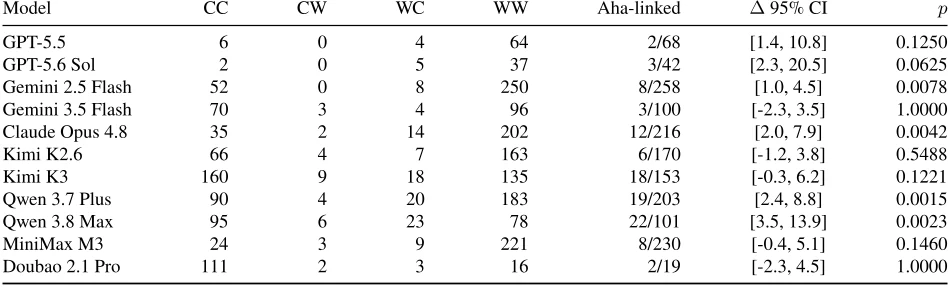 Model CC CW WC WW Aha-linked Δ 95% CI p
GPT-5.5 6 0 4 64 2/68 [1.4, 10.8] 0.1250
GPT-5.6 Sol 2 0 5 37 3/42 [2.3, 20.5] 0.0625
Gemini 2.5 Flash 52 0 8 250 8/258 [1.0, 4.5] 0.0078
Gemini 3.5 Flash 70 3 4 96 3/100 [-2.3, 3.5] 1.0000
Claude Opus 4.8 35 2 14 202 12/216 [2.0, 7.9] 0.0042
Kimi K2.6 66 4 7 163 6/170 [-1.2, 3.8] 0.5488
Kimi K3 160 9 18 135 18/153 [-0.3, 6.2] 0.1221
Qwen 3.7 Plus 90 4 20 183 19/203 [2.4, 8.8] 0.0015
Qwen 3.8 Max 95 6 23 78 22/101 [3.5, 13.9] 0.0023
MiniMax M3 24 3 9 221 8/230 [-0.4, 5.1] 0.1460
Doubao 2.1 Pro 111 2 3 16 2/19 [-2.3, 4.5] 1.0000